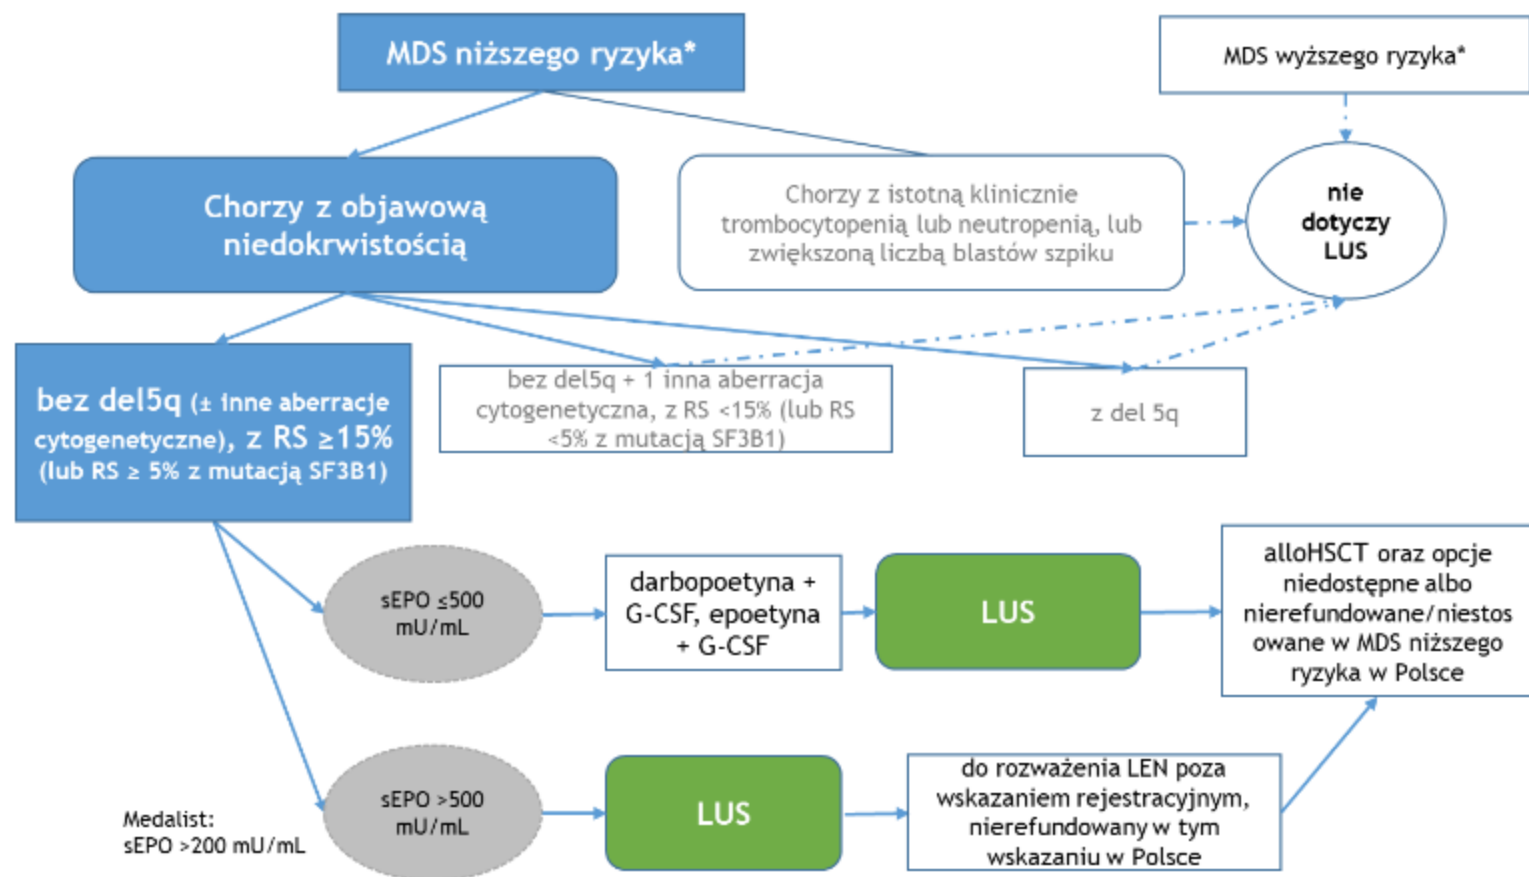 MDS niższego ryzyka*
MDS wyższego ryzyka*
Chorzy z objawową
niedokrwistością
Chorzy z istotną klinicznie
trombocytopenią lub neutropenią, lub
zwiększoną liczbą blastów szpiku
nie
dotyczy
LUS
bez del5q (± inne aberracje
cytogenetyczne), z RS ≥15%
(lub RS ≥ 5% z mutacją SF3B1)
bez del5q + 1 inna aberracja
cytogenetyczna, z RS <15% (lub RS
<5% z mutacją SF3B1)
z del 5q
sEPO ≤500
mU/mL
darbopoetyna +
G-CSF, epoetyna
+ G-CSF
LUS
alloHSCT oraz opcje
niedostępne albo
nierefundowane/niestos
owane w MDS niższego
ryzyka w Polsce
Medalist:
sEPO >200 mU/mL
sEPO >500
mU/mL
LUS
do rozważenia LEN poza
wskazaniem rejestracyjnym,
nierefundowany w tym
wskazaniu w Polsce